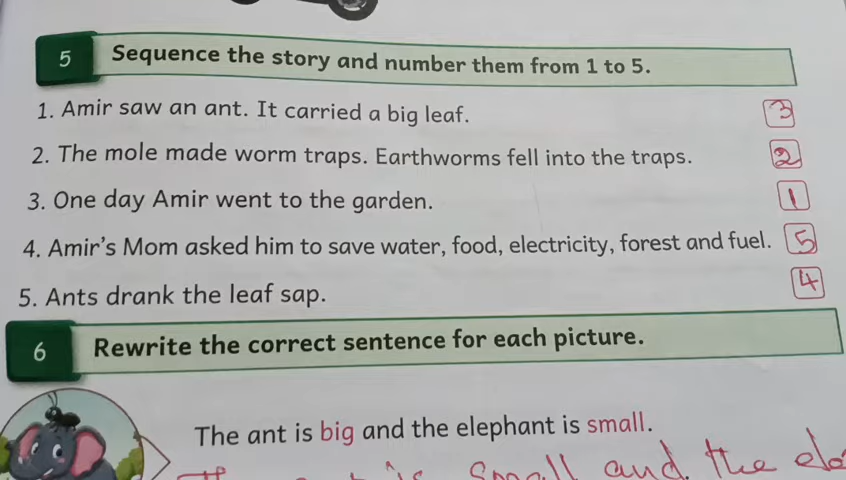 5 Sequence the story and number them from 1 to 5.
1. Amir saw an ant. It carried a big leaf. 3
2. The mole made worm traps. Earthworms fell into the traps. 2
3. One day Amir went to the garden. 1
4. Amir's Mom asked him to save water, food, electricity, forest and fuel. 5
5. Ants drank the leaf sap. 4
6 Rewrite the correct sentence for each picture.
The ant is big and the elephant is small.
is small and the